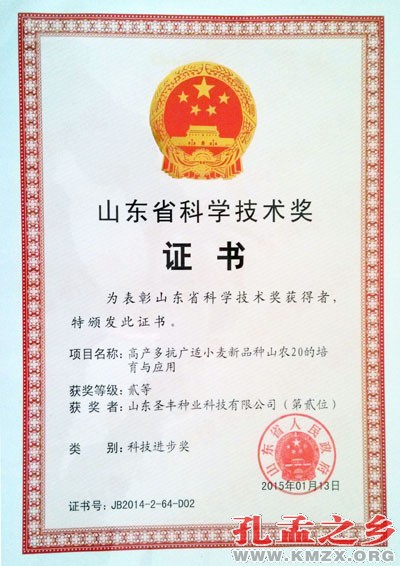 山东省科学技术奖
证书
为表彰山东省科学技术奖获得者，
特颁发此证书。
项目名称：高产多抗广适小麦新品种山农20的培
育与应用
获奖等级：贰等
获奖者：山东圣丰种业科技有限公司（第贰位）
类别：科技进步奖
山东省人民政府
2015年01月13日
证书号：JB2014-2-64-D02
孔孟之乡
WWW.KMZX.ORG